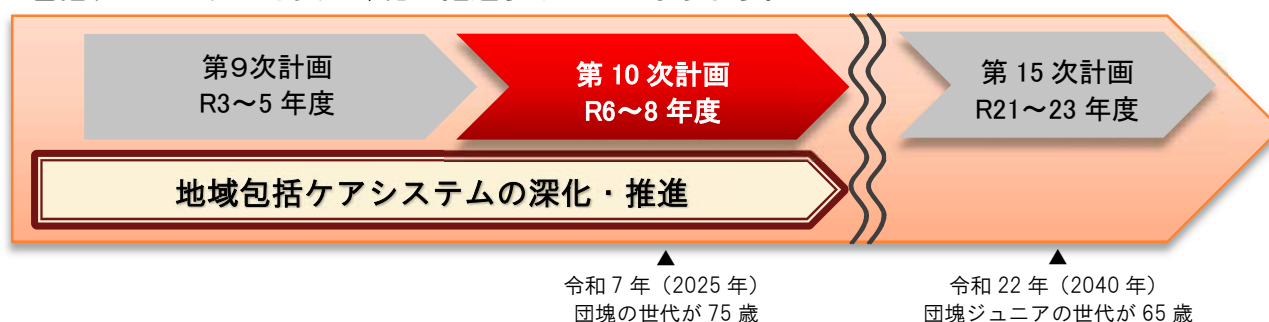 第9次計画
R3～5 年度
第 10 次計画
R6～8 年度
第 15 次計画
R21～23 年度
地域包括ケアシステムの深化・推進
▲
令和 7 年（2025 年）
団塊の世代が 75 歳
▲
令和 22 年（2040 年）
団塊ジュニアの世代が 65 歳